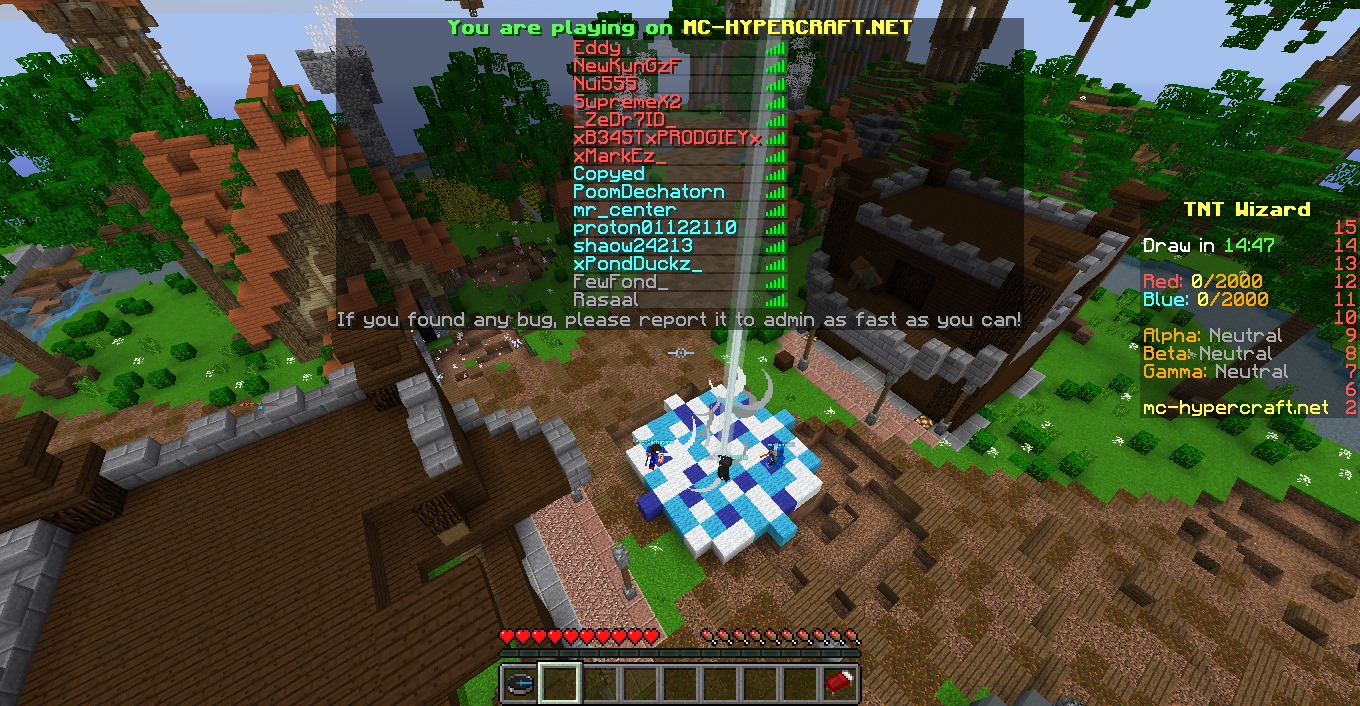 You are playing on MC-HYPERCRAFT.NET
Eddy
NewKunGzF
Nui555
SupremeX2
_ZeDr7ID_
xB345TxPRODGIEYx
xMarkEz_
Copyed
PoomDechatorn
mr_center
proton01122110
shaow24213
xPondDuckz_
FewFond_
Rasaal
If you found any bug, please report it to admin as fast as you can!
TNT Wizard
15
Draw in 14:47 14
13
Red: 0/2000 12
Blue: 0/2000 11
10
Alpha: Neutral 9
Beta: Neutral 8
Gamma: Neutral 7
6
mc-hypercraft.net 2